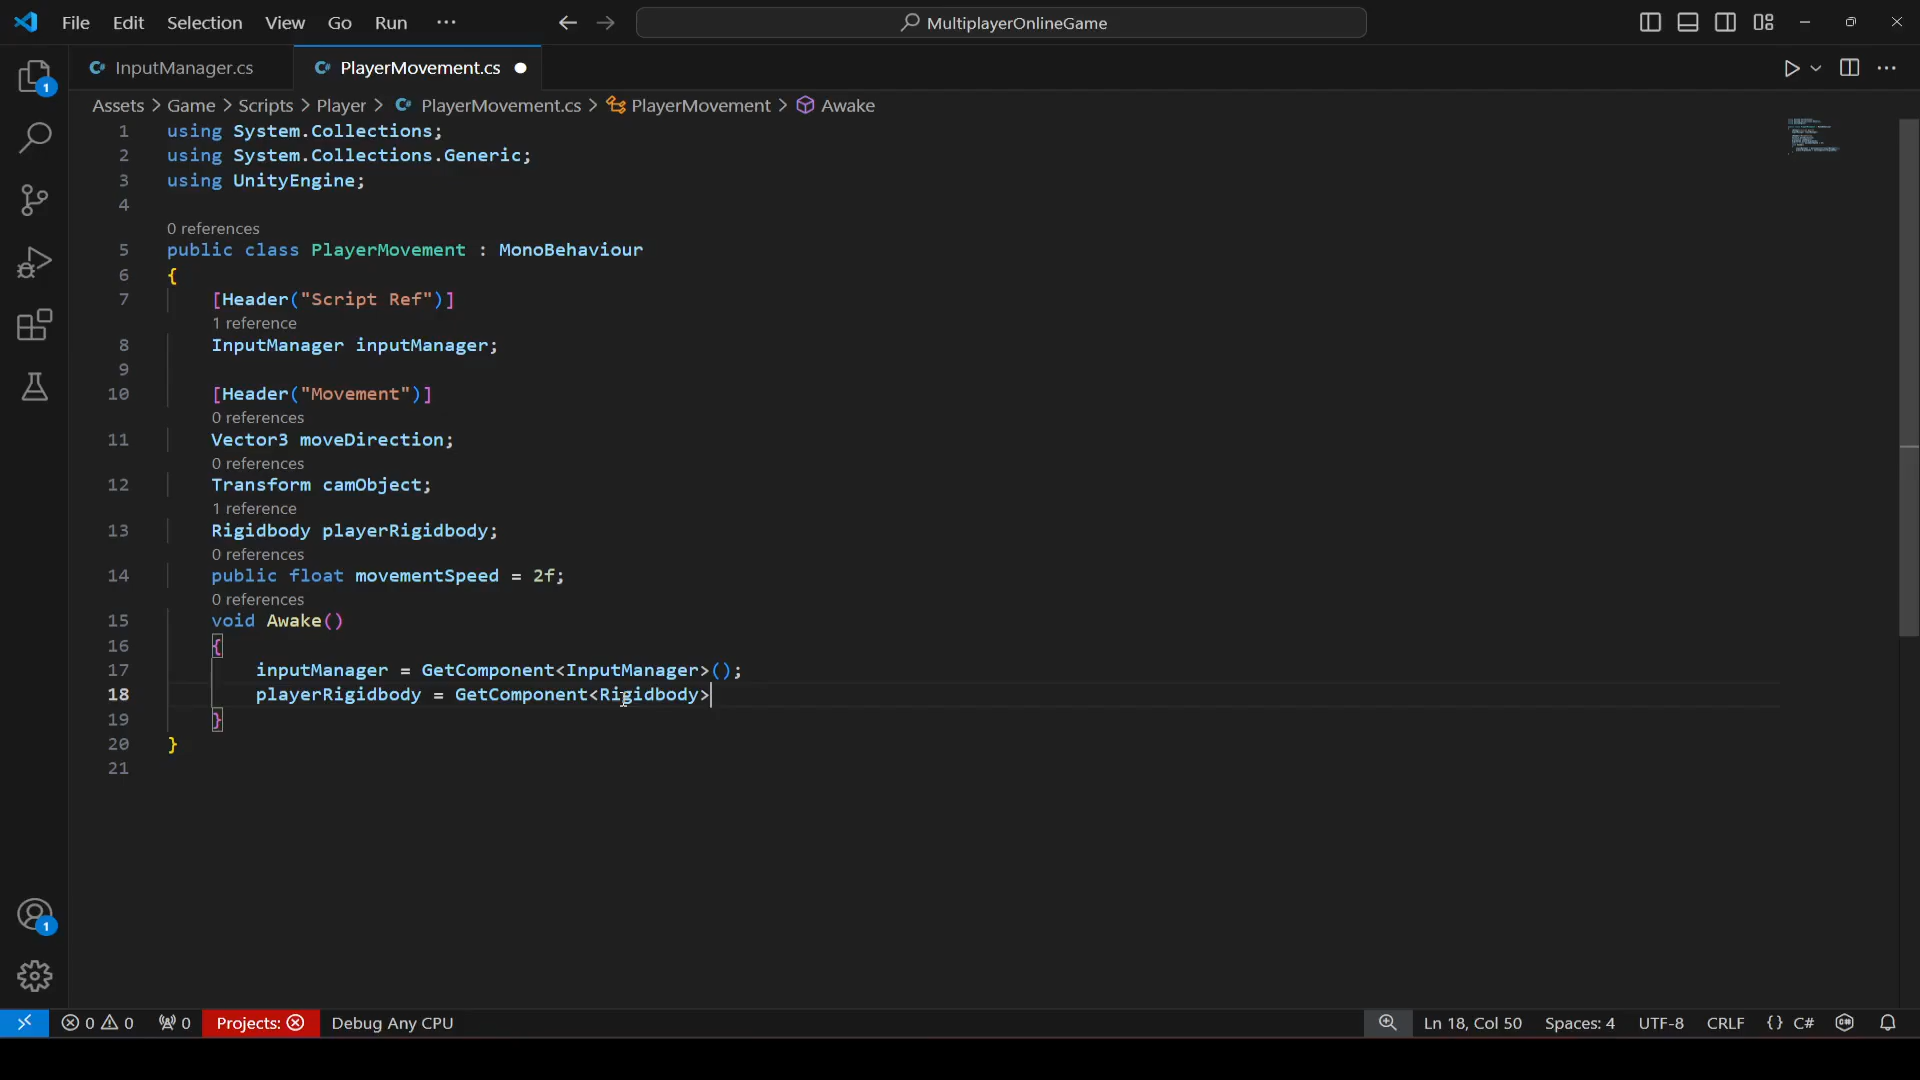 File Edit Selection View Go Run ··· MultiplayerOnlineGame
InputManager.cs PlayerMovement.cs
Assets > Game > Scripts > Player > PlayerMovement.cs > PlayerMovement > Awake
1 using System.Collections;
2 using System.Collections.Generic;
3 using UnityEngine;
4
0 references
5 public class PlayerMovement : MonoBehaviour
6 {
7 [Header("Script Ref")]
1 reference
8 InputManager inputManager;
9
10 [Header("Movement")]
0 references
11 Vector3 moveDirection;
0 references
12 Transform camObject;
1 reference
13 Rigidbody playerRigidbody;
0 references
14 public float movementSpeed = 2f;
0 references
15 void Awake()
16 {
17 inputManager = GetComponent<InputManager>();
18 playerRigidbody = GetComponent<Rigidbody>
19 }
20 }
21
1
1
0 0 0 Projects: Debug Any CPU Ln 18, Col 50 Spaces: 4 UTF-8 CRLF {} C#